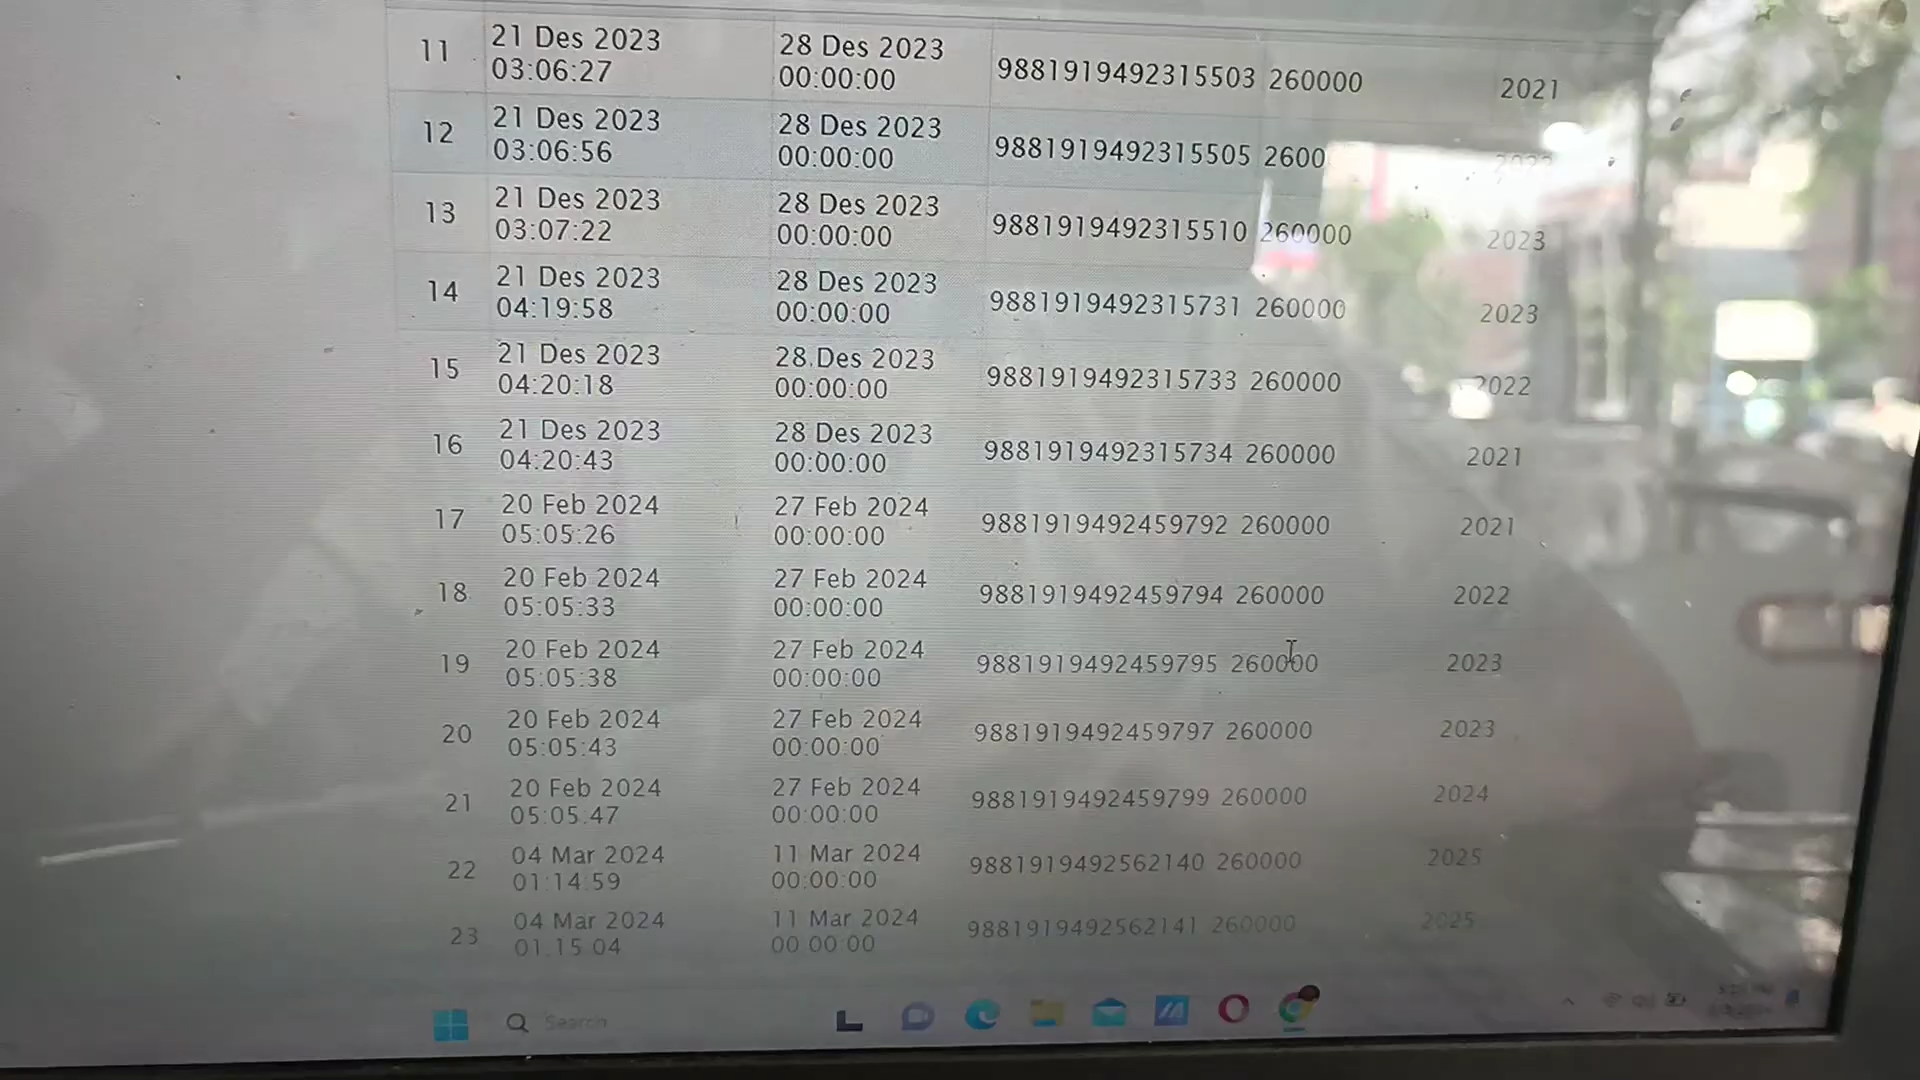 11 21 Des 2023 03:06:27 28 Des 2023 00:00:00 9881919492315503 260000 2021
12 21 Des 2023 03:06:56 28 Des 2023 00:00:00 9881919492315505 2600 2022
13 21 Des 2023 03:07:22 28 Des 2023 00:00:00 9881919492315510 260000 2023
14 21 Des 2023 04:19:58 28 Des 2023 00:00:00 9881919492315731 260000 2023
15 21 Des 2023 04:20:18 28 Des 2023 00:00:00 9881919492315733 260000 2022
16 21 Des 2023 04:20:43 28 Des 2023 00:00:00 9881919492315734 260000 2021
17 20 Feb 2024 05:05:26 27 Feb 2024 00:00:00 9881919492459792 260000 2021
18 20 Feb 2024 05:05:33 27 Feb 2024 00:00:00 9881919492459794 260000 2022
19 20 Feb 2024 05:05:38 27 Feb 2024 00:00:00 9881919492459795 260000 2023
20 20 Feb 2024 05:05:43 27 Feb 2024 00:00:00 9881919492459797 260000 2023
21 20 Feb 2024 05:05:47 27 Feb 2024 00:00:00 9881919492459799 260000 2024
22 04 Mar 2024 01:14:59 11 Mar 2024 00:00:00 9881919492562140 260000 2025
23 04 Mar 2024 01:15:04 11 Mar 2024 00:00:00 9881919492562141 260000 2025
Search